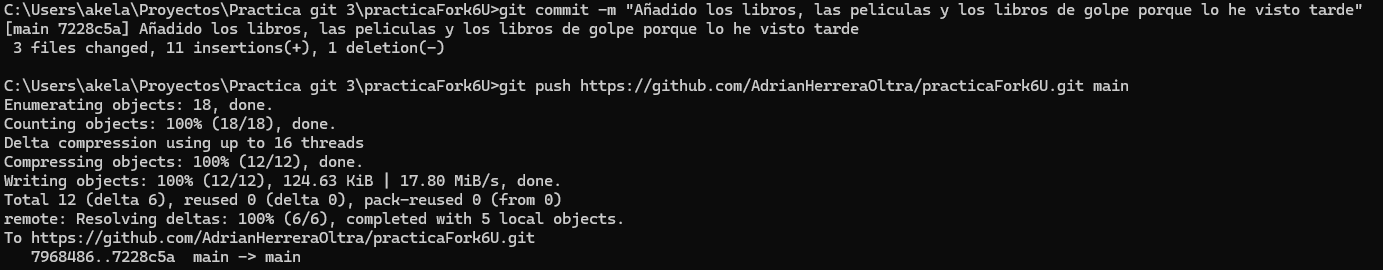 C:\Users\akela\Proyectos\Practica git 3\practicaFork6U>git commit -m "Añadido los libros, las peliculas y los libros de golpe porque lo he visto tarde"
[main 7228c5a] Añadido los libros, las peliculas y los libros de golpe porque lo he visto tarde
 3 files changed, 11 insertions(+), 1 deletion(-)

C:\Users\akela\Proyectos\Practica git 3\practicaFork6U>git push https://github.com/AdrianHerreraOltra/practicaFork6U.git main
Enumerating objects: 18, done.
Counting objects: 100% (18/18), done.
Delta compression using up to 16 threads
Compressing objects: 100% (12/12), done.
Writing objects: 100% (12/12), 124.63 KiB | 17.80 MiB/s, done.
Total 12 (delta 6), reused 0 (delta 0), pack-reused 0 (from 0)
remote: Resolving deltas: 100% (6/6), completed with 5 local objects.
To https://github.com/AdrianHerreraOltra/practicaFork6U.git
   7968486..7228c5a  main -> main